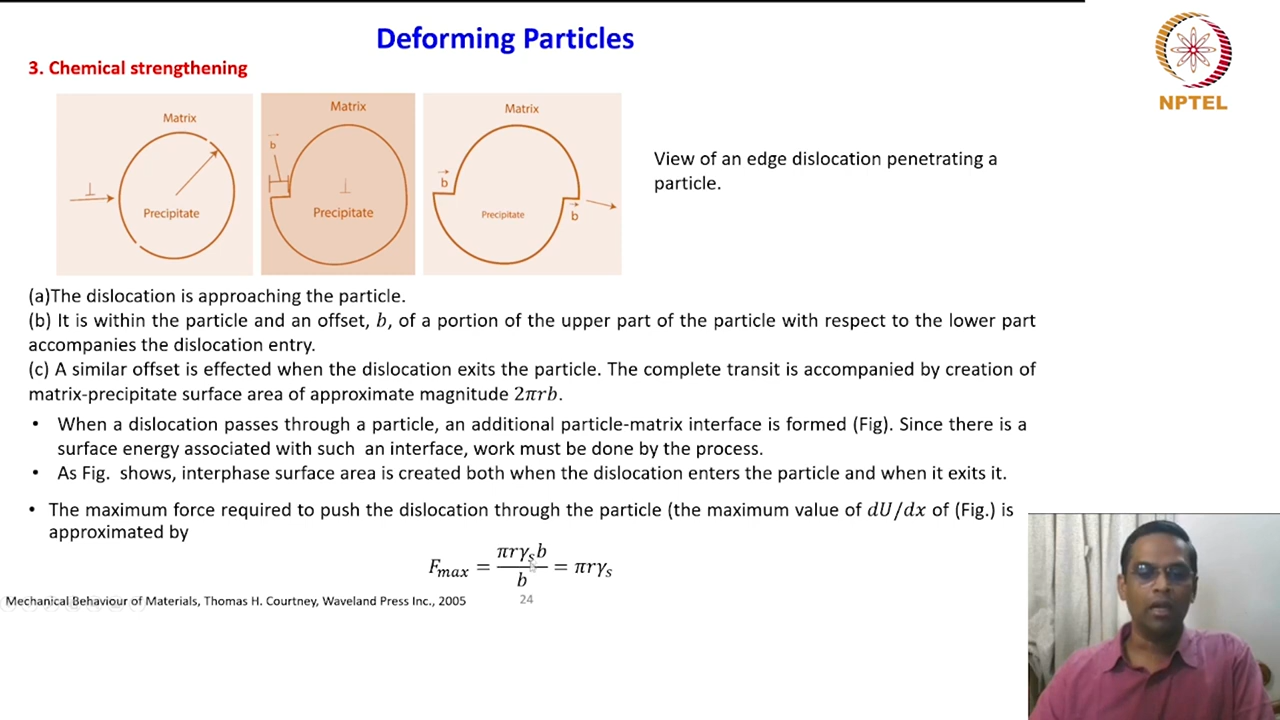 Deforming Particles
3. Chemical strengthening
NPTEL
Matrix
Precipitate
Matrix
b
Precipitate
Matrix
b
Precipitate
b
View of an edge dislocation penetrating a
particle.
(a)The dislocation is approaching the particle.
(b) It is within the particle and an offset, b, of a portion of the upper part of the particle with respect to the lower part
accompanies the dislocation entry.
(c) A similar offset is effected when the dislocation exits the particle. The complete transit is accompanied by creation of
matrix-precipitate surface area of approximate magnitude 2πrb.
• When a dislocation passes through a particle, an additional particle-matrix interface is formed (Fig). Since there is a
surface energy associated with such an interface, work must be done by the process.
• As Fig. shows, interphase surface area is created both when the dislocation enters the particle and when it exits it.
• The maximum force required to push the dislocation through the particle (the maximum value of dU/dx of (Fig.) is
approximated by
F_max = πrγ_s b / b = πrγ_s
Mechanical Behaviour of Materials, Thomas H. Courtney, Waveland Press Inc., 2005
24